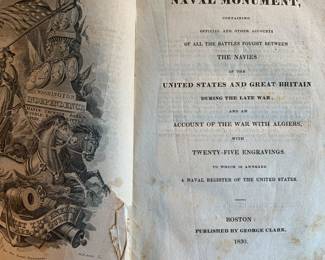 WASHINGTON
INDEPENDENCE
NAVAL MONUMENT,
CONTAINING
OFFICIAL AND OTHER ACCOUNTS
OF ALL THE BATTLES FOUGHT BETWEEN
THE NAVIES
OF THE
UNITED STATES AND GREAT BRITAIN
DURING THE LATE WAR;
AND AN
ACCOUNT OF THE WAR WITH ALGIERS,
WITH
TWENTY-FIVE ENGRAVINGS.
TO WHICH IS ANNEXED
A NAVAL REGISTER OF THE UNITED STATES.
BOSTON:
PUBLISHED BY GEORGE CLARK.
1830.